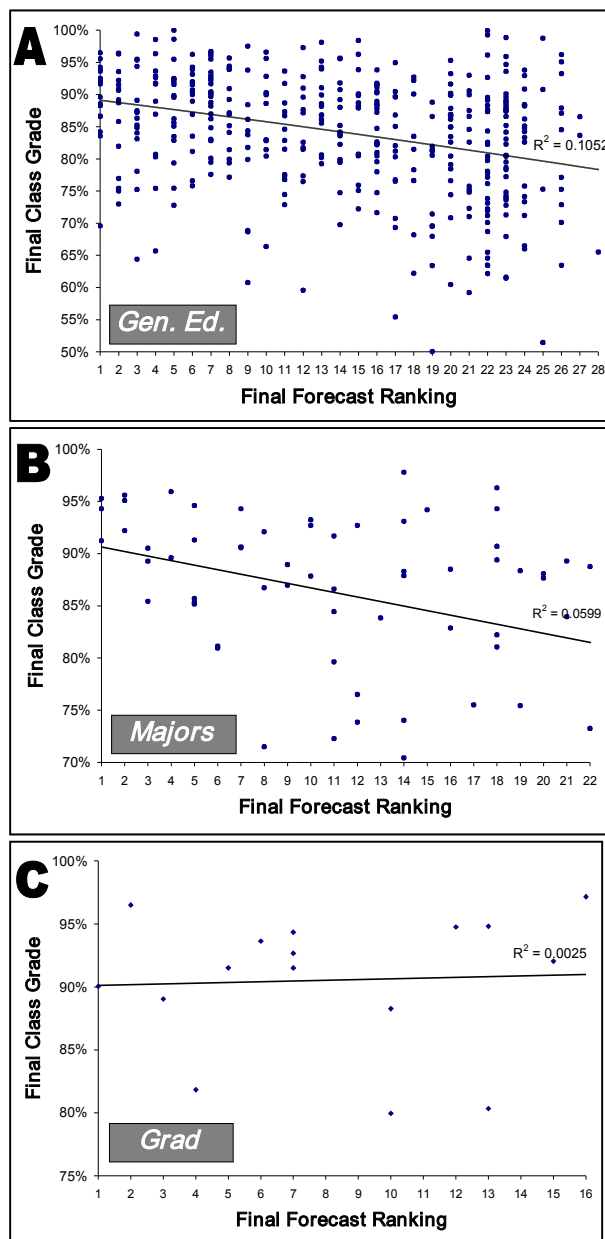 A
100%
95%
90%
85%
80%
75%
70%
65%
60%
55%
50%
Final Class Grade
R² = 0.1052
Gen. Ed.
1 2 3 4 5 6 7 8 9 10 11 12 13 14 15 16 17 18 19 20 21 22 23 24 25 26 27 28
Final Forecast Ranking
B
100%
95%
90%
85%
80%
75%
70%
Final Class Grade
R² = 0.0599
Majors
1 2 3 4 5 6 7 8 9 10 11 12 13 14 15 16 17 18 19 20 21 22
Final Forecast Ranking
C
100%
95%
90%
85%
80%
75%
Final Class Grade
R² = 0.0025
Grad
1 2 3 4 5 6 7 8 9 10 11 12 13 14 15 16
Final Forecast Ranking